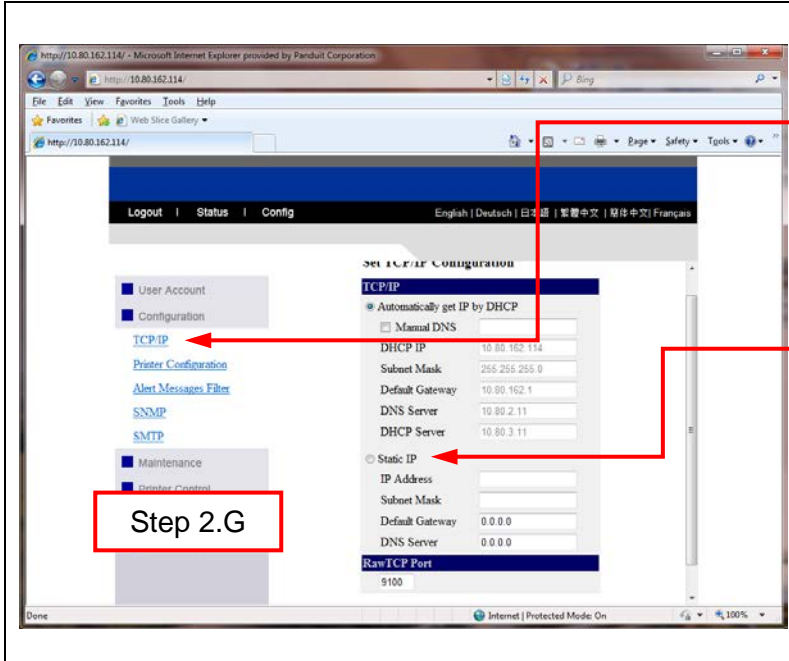 http://10.80.162.114/ - Microsoft Internet Explorer provided by Panduit Corporation
http://10.80.162.114/
Bing
File Edit View Favorites Tools Help
Favorites Web Slice Gallery
http://10.80.162.114/
Page Safety Tools
Logout | Status | Config
English | Deutsch | 日本語 | 繁體中文 | 簡体中文| Français
Set TCP/IP Configuration
User Account
Configuration
TCP/IP
Printer Configuration
Alert Messages Filter
SNMP
SMTP
Maintenance
Printer Control
Step 2.G
TCP/IP
Automatically get IP by DHCP
Manual DNS
DHCP IP 10.80.162.114
Subnet Mask 255.255.255.0
Default Gateway 10.80.162.1
DNS Server 10.80.2.11
DHCP Server 10.80.3.11
Static IP
IP Address
Subnet Mask
Default Gateway 0.0.0.0
DNS Server 0.0.0.0
RawTCP Port
9100
Done
Internet | Protected Mode: On
100%